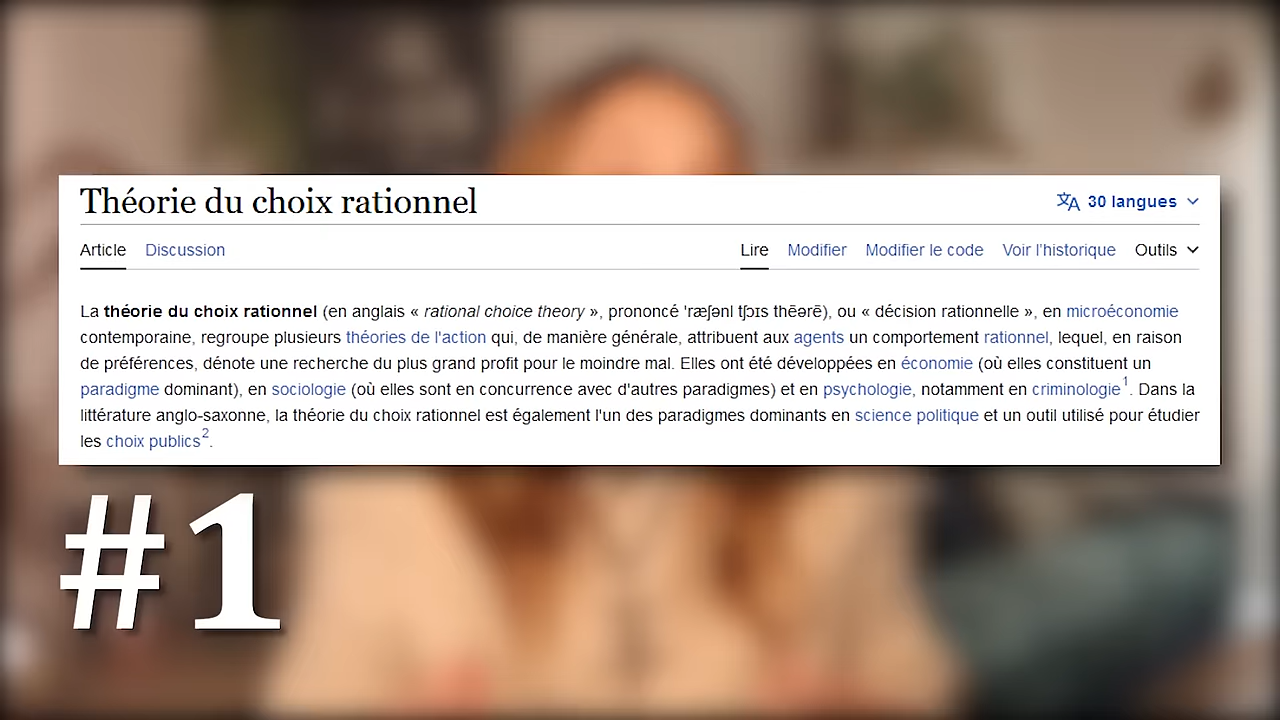 Théorie du choix rationnel
30 langues
Article Discussion Lire Modifier Modifier le code Voir l'historique Outils
La théorie du choix rationnel (en anglais « rational choice theory », prononcé 'ræʃənl tʃɔɪs thēərē), ou « décision rationnelle », en microéconomie
contemporaine, regroupe plusieurs théories de l'action qui, de manière générale, attribuent aux agents un comportement rationnel, lequel, en raison
de préférences, dénote une recherche du plus grand profit pour le moindre mal. Elles ont été développées en économie (où elles constituent un
paradigme dominant), en sociologie (où elles sont en concurrence avec d'autres paradigmes) et en psychologie, notamment en criminologie1. Dans la
littérature anglo-saxonne, la théorie du choix rationnel est également l'un des paradigmes dominants en science politique et un outil utilisé pour étudier
les choix publics2.
#1